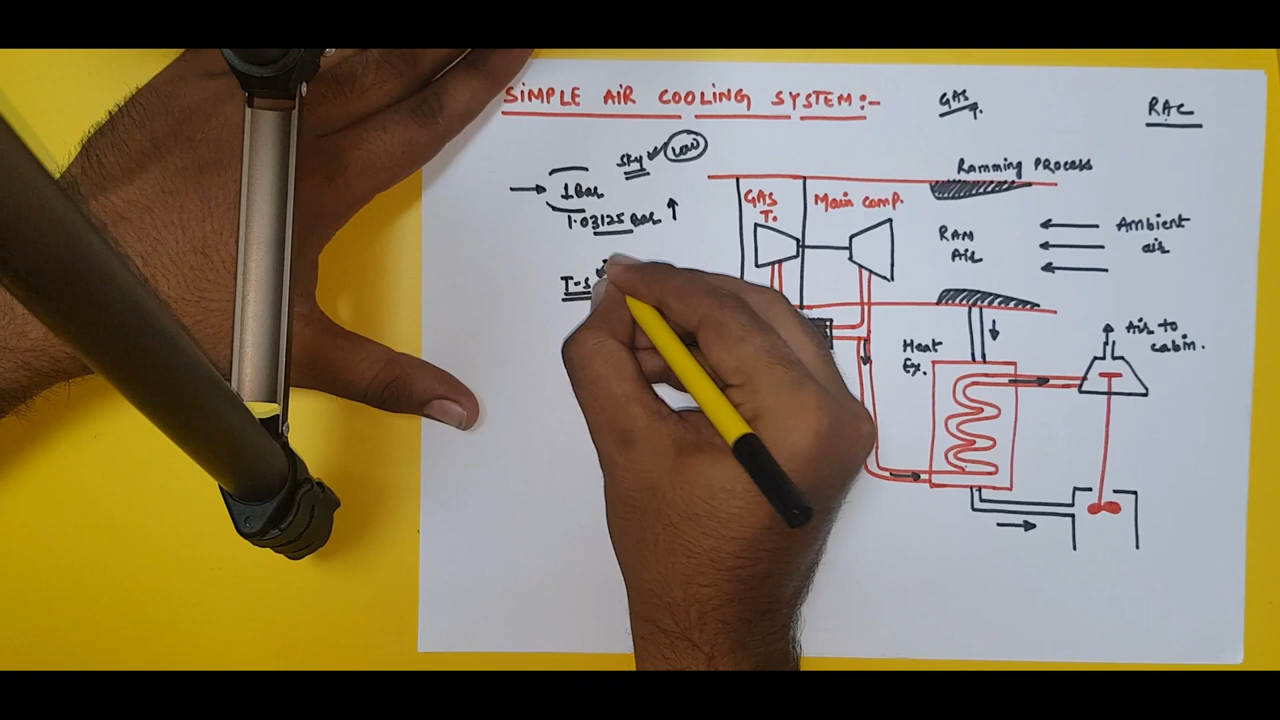 SIMPLE AIR COOLING SYSTEM:-
GAS
T.
RAC
Sky LOW
1 Bar
1.03125 Bar
T-S
GAS
T.
Main comp.
Ramming PROCESS
RAM
AIR
Ambient
air
Heat
Ex.
Air to
cabin.